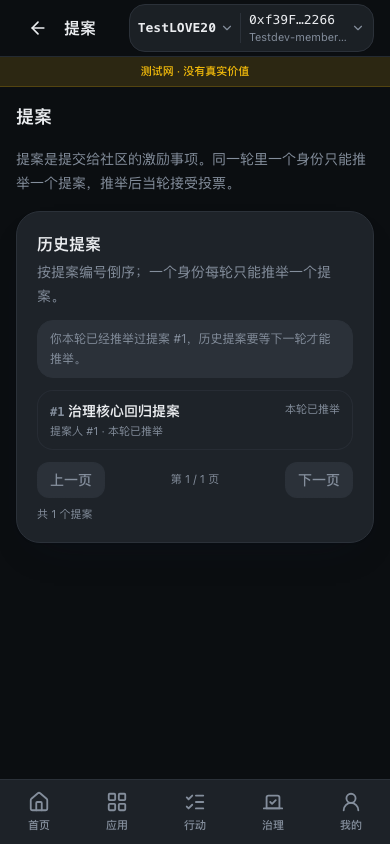 提案
TestLOVE20
0xf39F…2266
Testdev-member…
测试网 · 没有真实价值
提案
提案是提交给社区的激励事项。同一轮里一个身份只能推
举一个提案，推举后当轮接受投票。
历史提案
按提案编号倒序；一个身份每轮只能推举一个提
案。
你本轮已经推举过提案 #1，历史提案要等下一轮才能
推举。
#1 治理核心回归提案
本轮已推举
提案人 #1 · 本轮已推举
上一页
第 1 / 1 页
下一页
共 1 个提案
首页
应用
行动
治理
我的